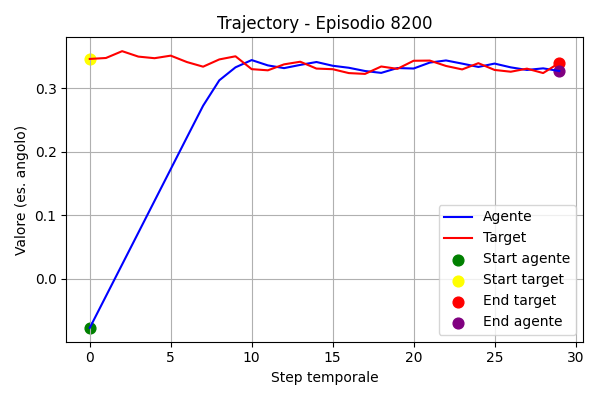 Trajectory - Episodio 8200
Valore (es. angolo)
0.3
0.2
0.1
0.0
0 5 10 15 20 25 30
Step temporale
Agente
Target
Start agente
Start target
End target
End agente